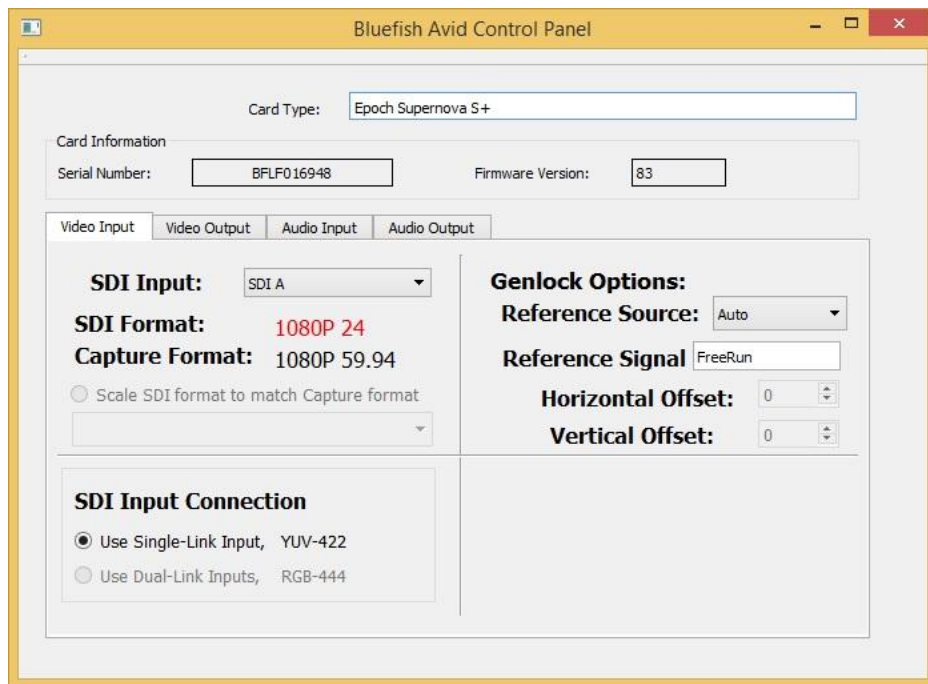 Bluefish Avid Control Panel
Card Type: Epoch Supernova S+
Card Information
Serial Number: BFLF016948 Firmware Version: 83
Video Input Video Output Audio Input Audio Output
SDI Input: SDI A
SDI Format: 1080P 24
Capture Format: 1080P 59.94
Scale SDI format to match Capture format
Genlock Options:
Reference Source: Auto
Reference Signal FreeRun
Horizontal Offset: 0
Vertical Offset: 0
SDI Input Connection
Use Single-Link Input, YUV-422
Use Dual-Link Inputs, RGB-444